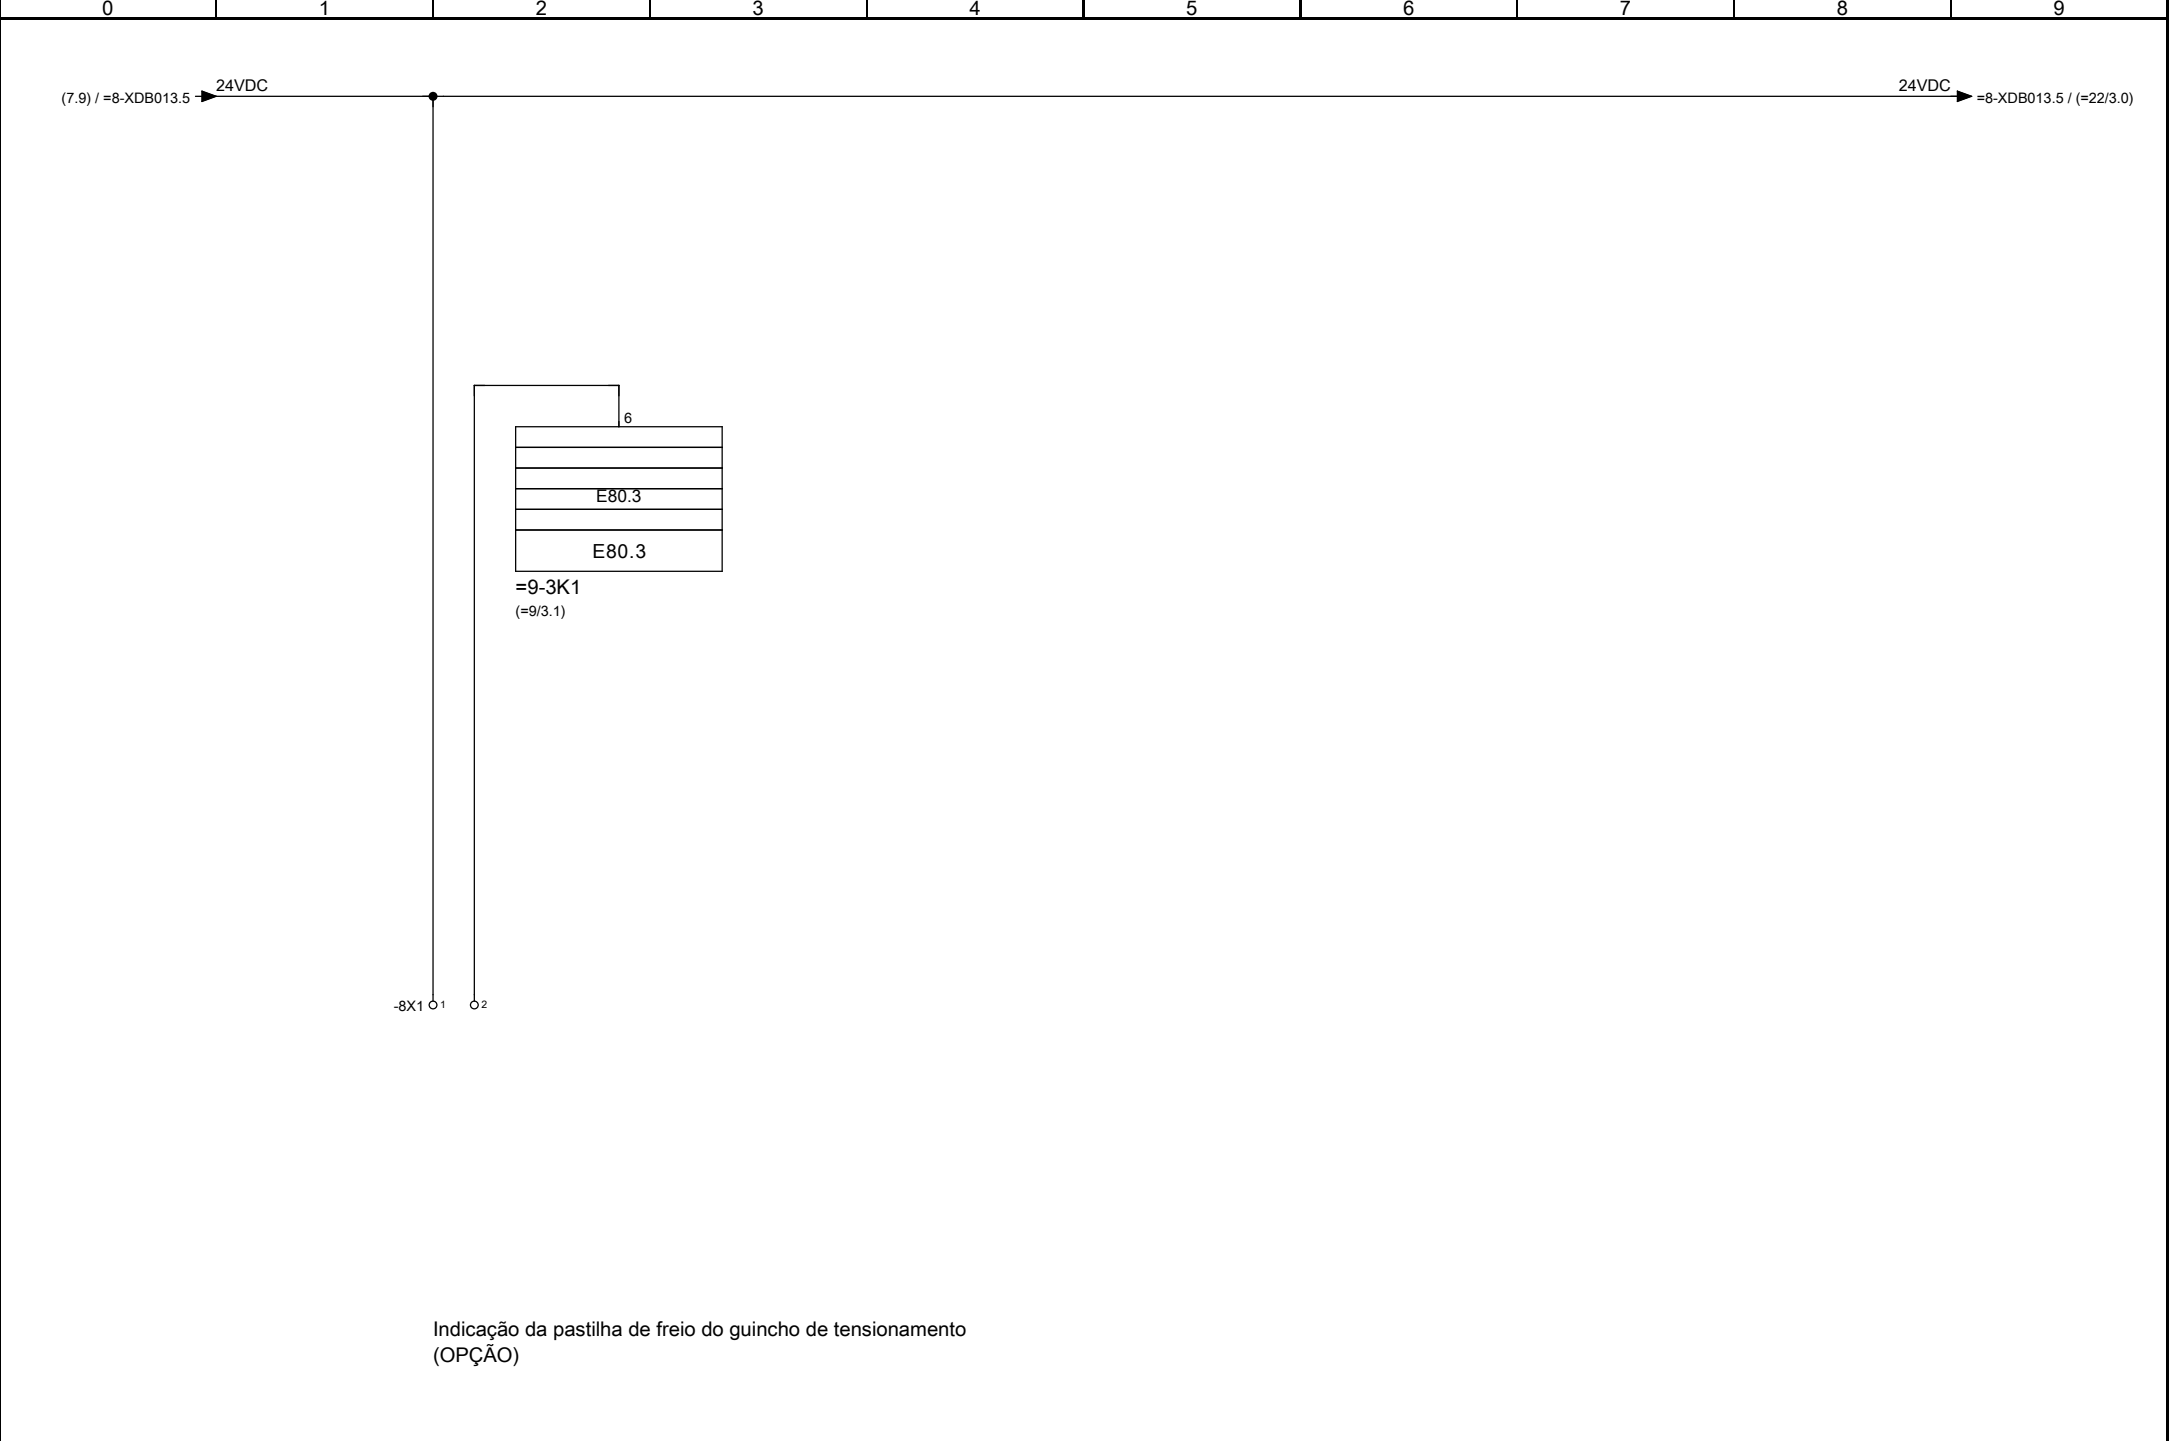 0 1 2 3 4 5 6 7 8 9
24VDC 24VDC
(7.9) / =8-XDB013.5 =8-XDB013.5 / (=22/3.0)
6
E80.3
E80.3
=9-3K1
(=9/3.1)
-8X1 1 2
Indicação da pastilha de freio do guincho de tensionamento
(OPÇÃO)